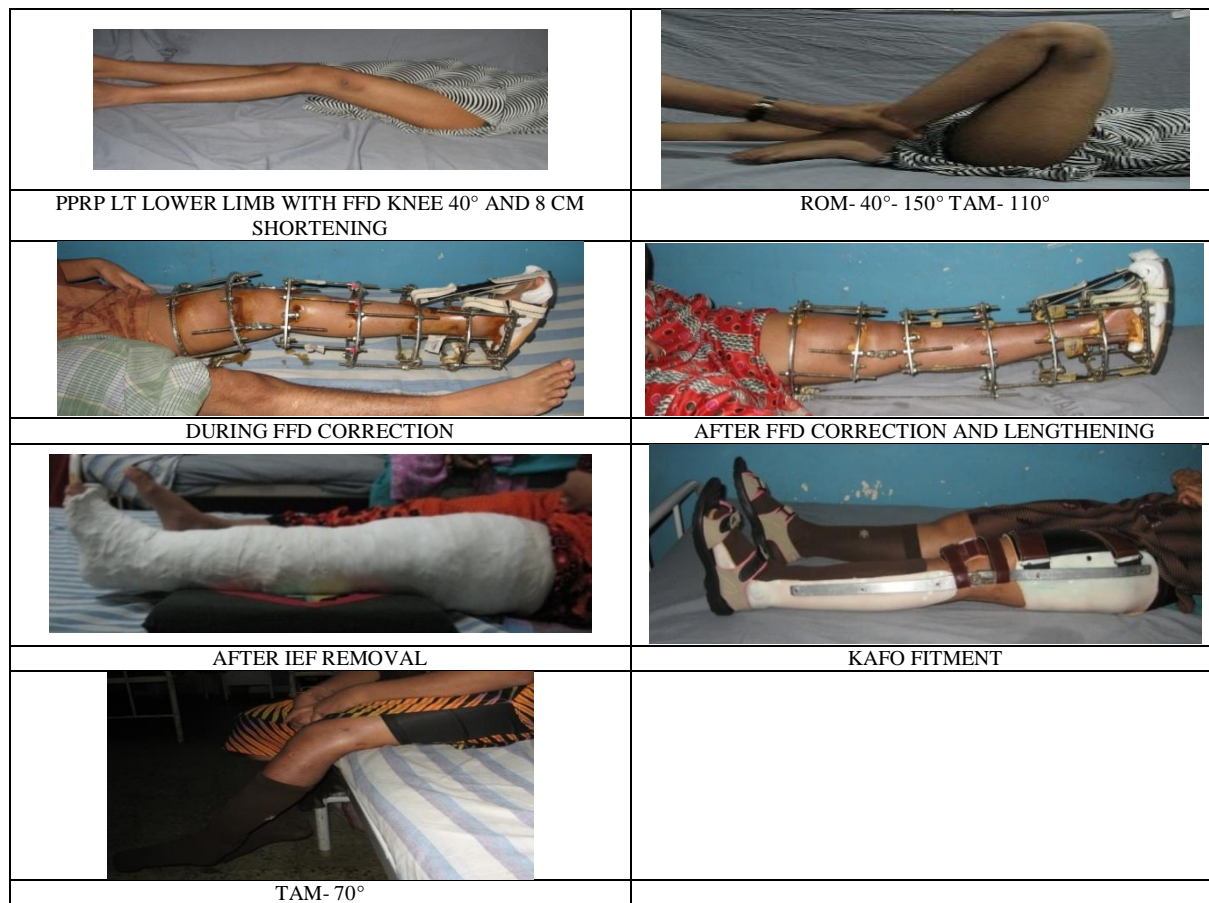 PPRP LT LOWER LIMB WITH FFD KNEE 40° AND 8 CM
SHORTENING
ROM- 40°- 150° TAM- 110°
DURING FFD CORRECTION
AFTER FFD CORRECTION AND LENGTHENING
AFTER IEF REMOVAL
KAFO FITMENT
TAM- 70°